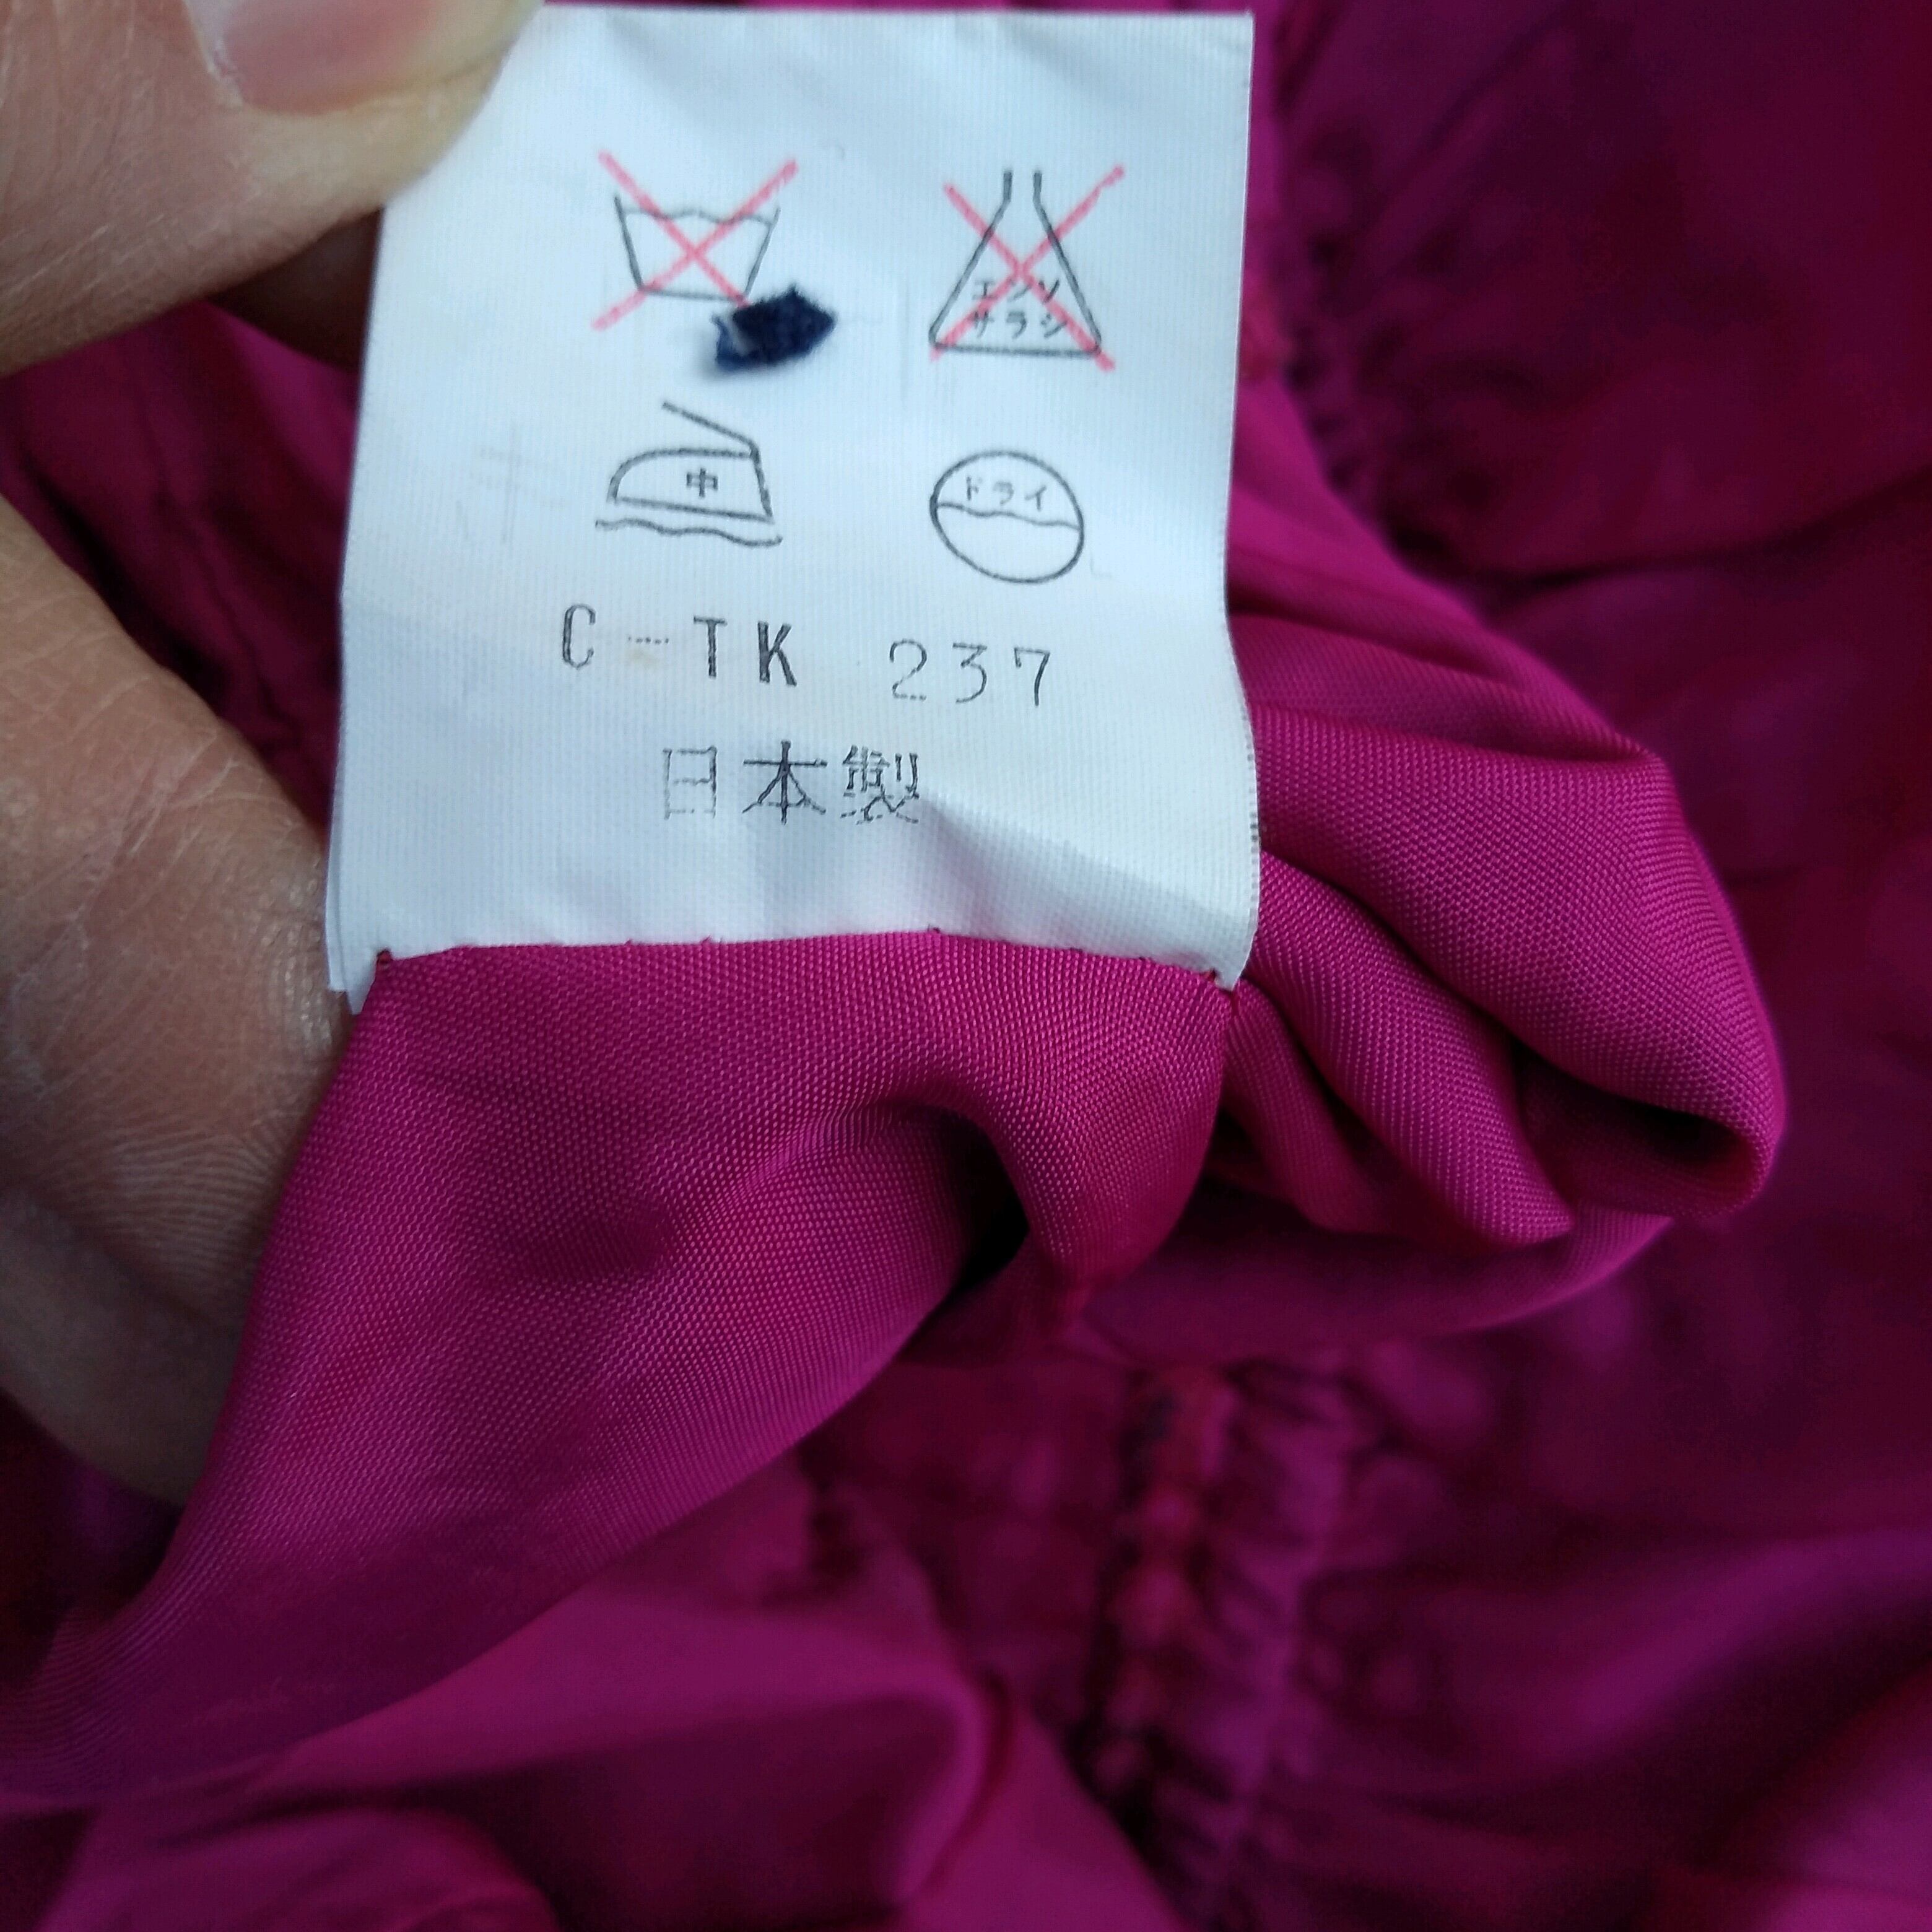 エンソ
サラシ
中
ドライ
C-TK 237
日本製